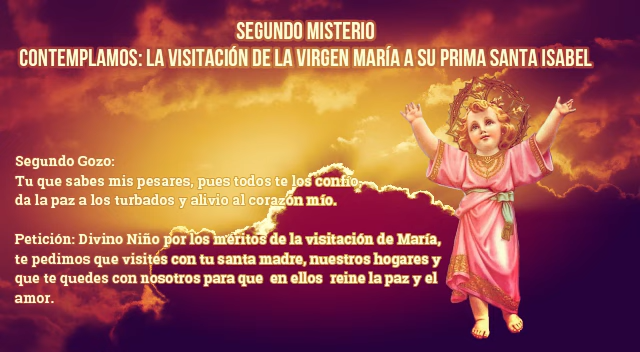 SEGUNDO MISTERIO
CONTEMPLAMOS: LA VISITACIÓN DE LA VIRGEN MARÍA A SU PRIMA SANTA ISABEL
Segundo Gozo:
Tu que sabes mis pesares, pues todos te los confío
da la paz a los turbados y alivio al corazón mío.
Petición: Divino Niño por los méritos de la visitación de María,
te pedimos que visites con tu santa madre, nuestros hogares y
que te quedes con nosotros para que en ellos reine la paz y el
amor.